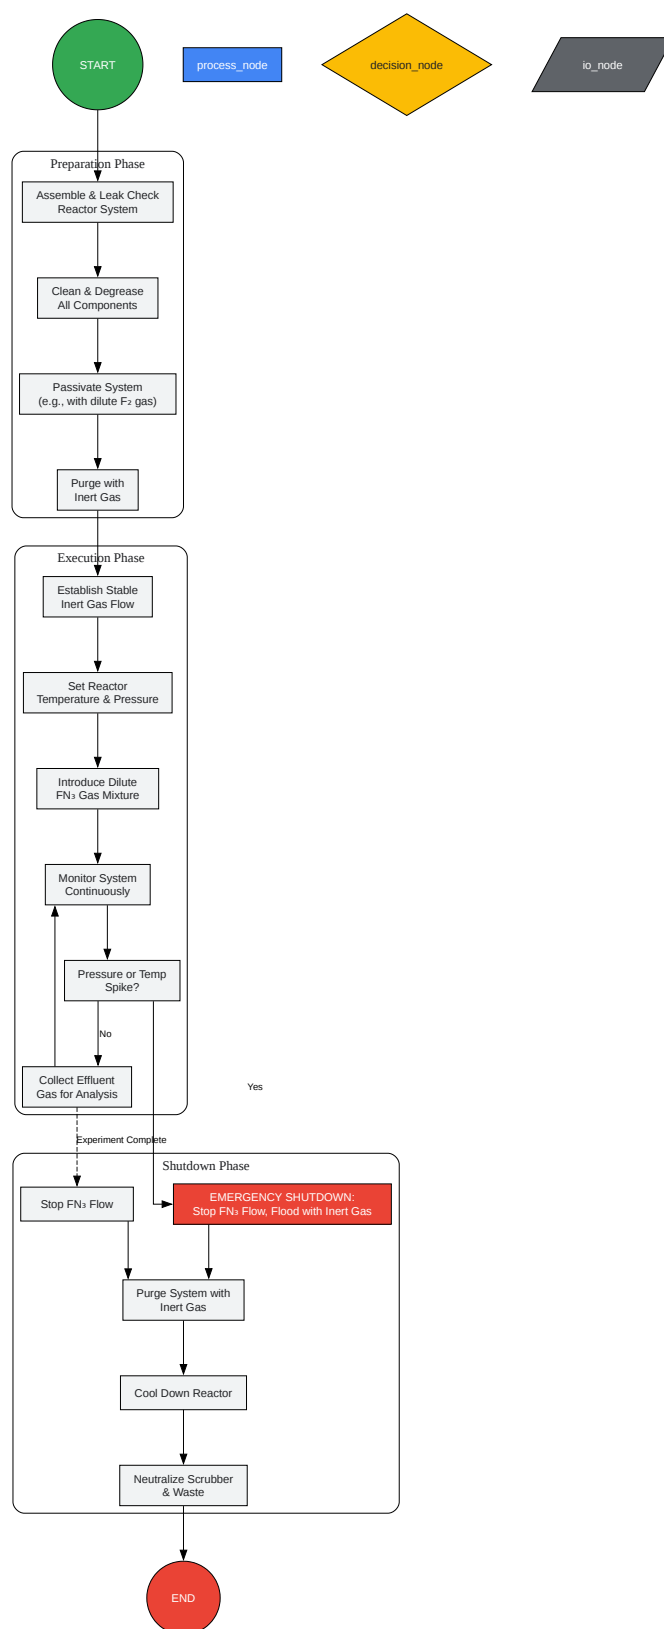 START
process_node
decision_node
io_node
Preparation Phase
Assemble & Leak Check
Reactor System
Clean & Degrease
All Components
Passivate System
(e.g., with dilute F₂ gas)
Purge with
Inert Gas
Execution Phase
Establish Stable
Inert Gas Flow
Set Reactor
Temperature & Pressure
Introduce Dilute
FN₃ Gas Mixture
Monitor System
Continuously
Pressure or Temp
Spike?
No
Collect Effluent
Gas for Analysis
Yes
Experiment Complete
Shutdown Phase
Stop FN₃ Flow
EMERGENCY SHUTDOWN:
Stop FN₃ Flow, Flood with Inert Gas
Purge System with
Inert Gas
Cool Down Reactor
Neutralize Scrubber
& Waste
END